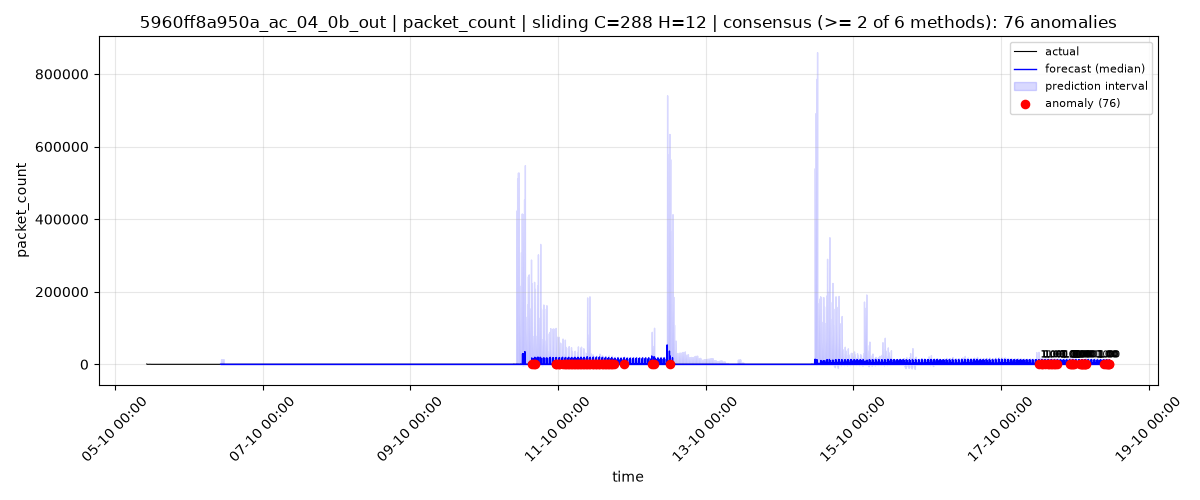 5960ff8a950a_ac_04_0b_out | packet_count | sliding C=288 H=12 | consensus (>= 2 of 6 methods): 76 anomalies
actual
forecast (median)
prediction interval
anomaly (76)
packet_count
800000
600000
400000
200000
0
05-10 00:00
07-10 00:00
09-10 00:00
11-10 00:00
13-10 00:00
15-10 00:00
17-10 00:00
19-10 00:00
time